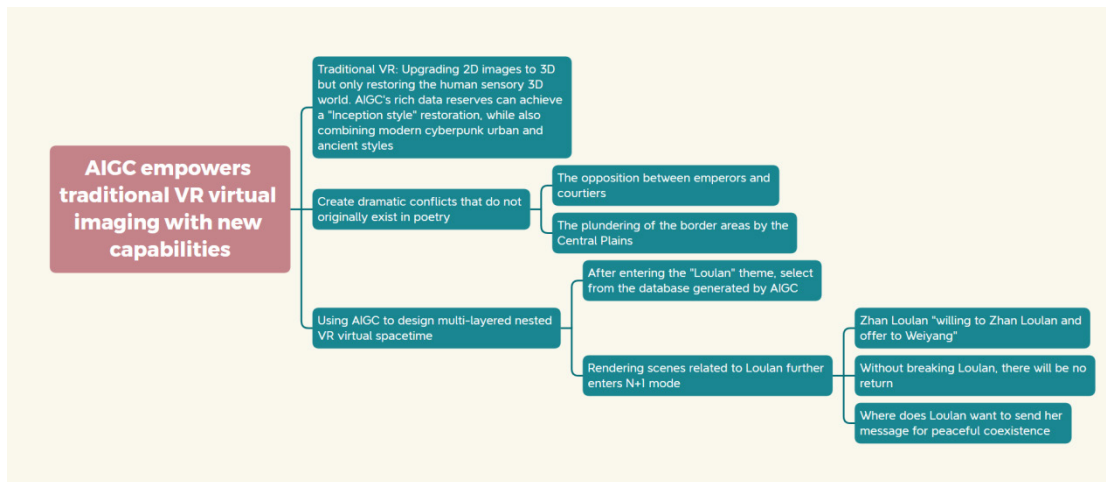 AIGC empowers
traditional VR virtual
imaging with new
capabilities
Traditional VR: Upgrading 2D images to 3D
but only restoring the human sensory 3D
world. AIGC's rich data reserves can achieve
a "Inception style" restoration, while also
combining modern cyberpunk urban and
ancient styles
Create dramatic conflicts that do not
originally exist in poetry
The opposition between emperors and
courtiers
The plundering of the border areas by the
Central Plains
Using AIGC to design multi-layered nested
VR virtual spacetime
After entering the "Loulan" theme, select
from the database generated by AIGC
Rendering scenes related to Loulan further
enters N+I mode
Zhan Loulan "willing to Zhan Loulan and
offer to Weiyang"
Without breaking Loulan, there will be no
return
Where does Loulan want to send her
message for peaceful coexistence